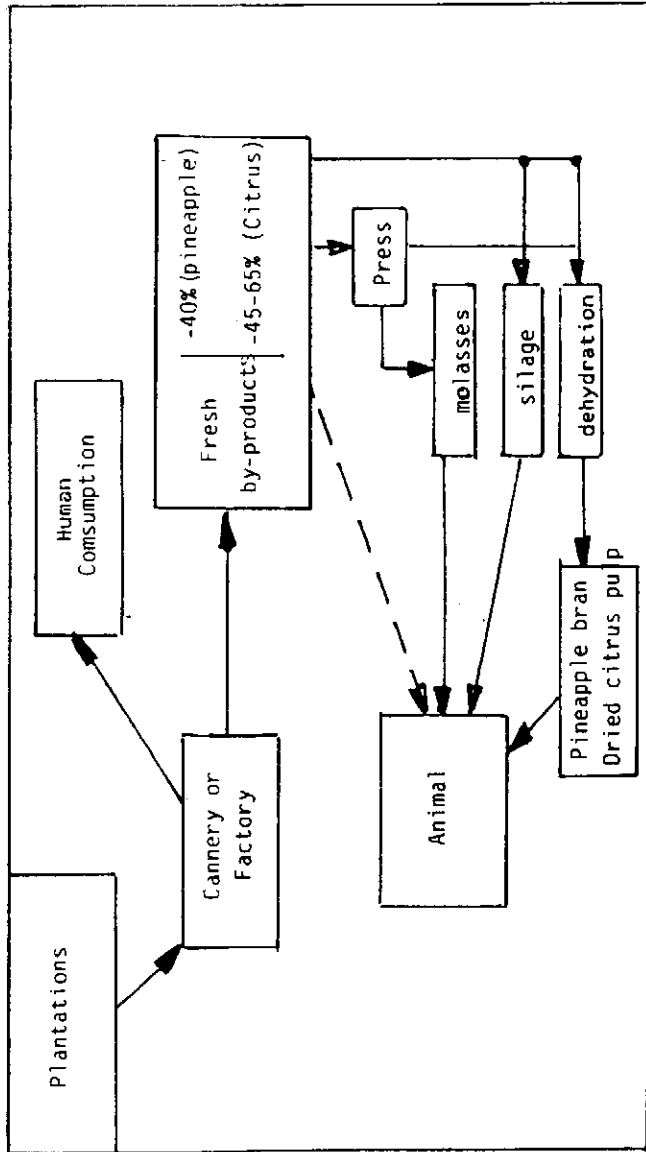 Plantations
Human
Comsumption
Cannery or
Factory
Fresh
by-products
-40%(pineapple)
-45-65% (Citrus)
Press
molasses
silage
dehydration
Animal
Pineapple bran
Dried citrus pulp